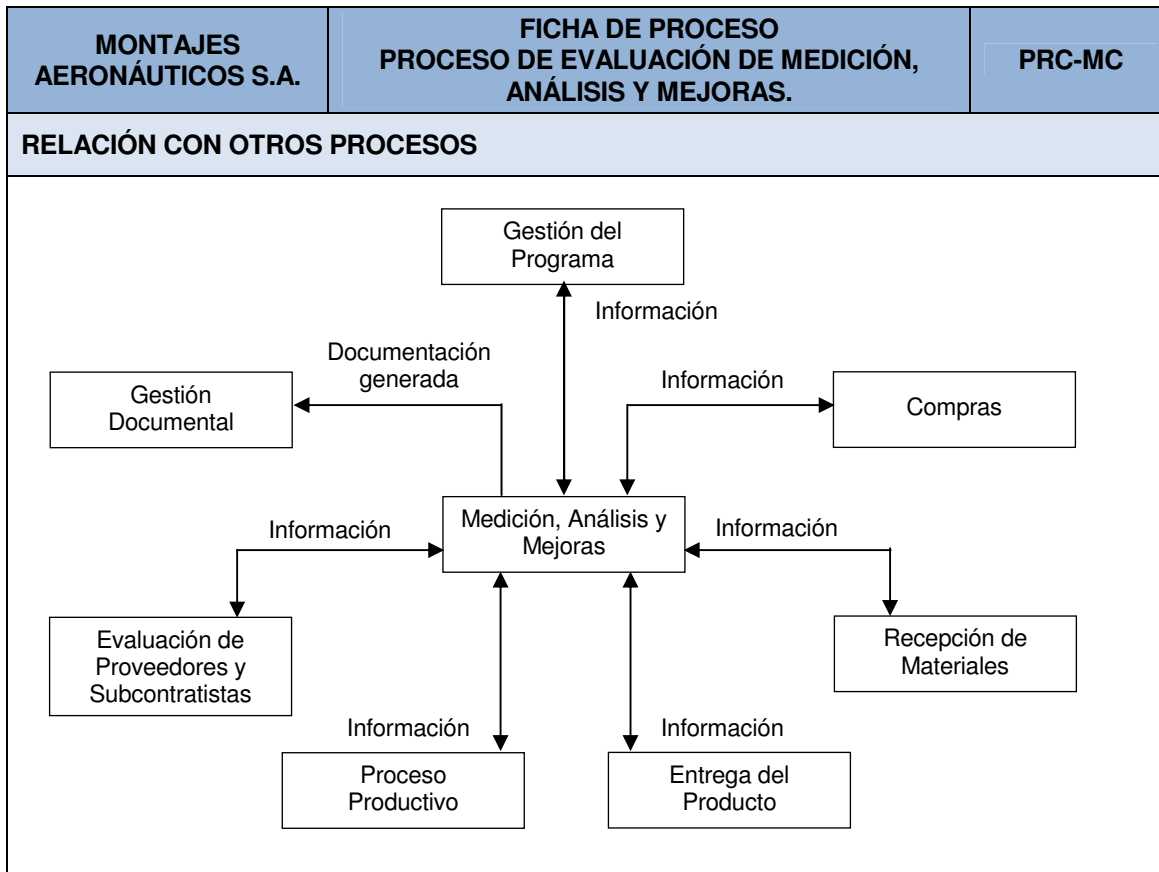 MONTAJES
AERONÁUTICOS S.A.
FICHA DE PROCESO
PROCESO DE EVALUACIÓN DE MEDICIÓN,
ANÁLISIS Y MEJORAS.
PRC-MC
RELACIÓN CON OTROS PROCESOS
Gestión del
Programa
Información
Documentación
generada
Información
Gestión
Documental
Compras
Medición, Análisis y
Mejoras
Información
Información
Evaluación de
Proveedores y
Subcontratistas
Recepción de
Materiales
Información
Información
Proceso
Productivo
Entrega del
Producto